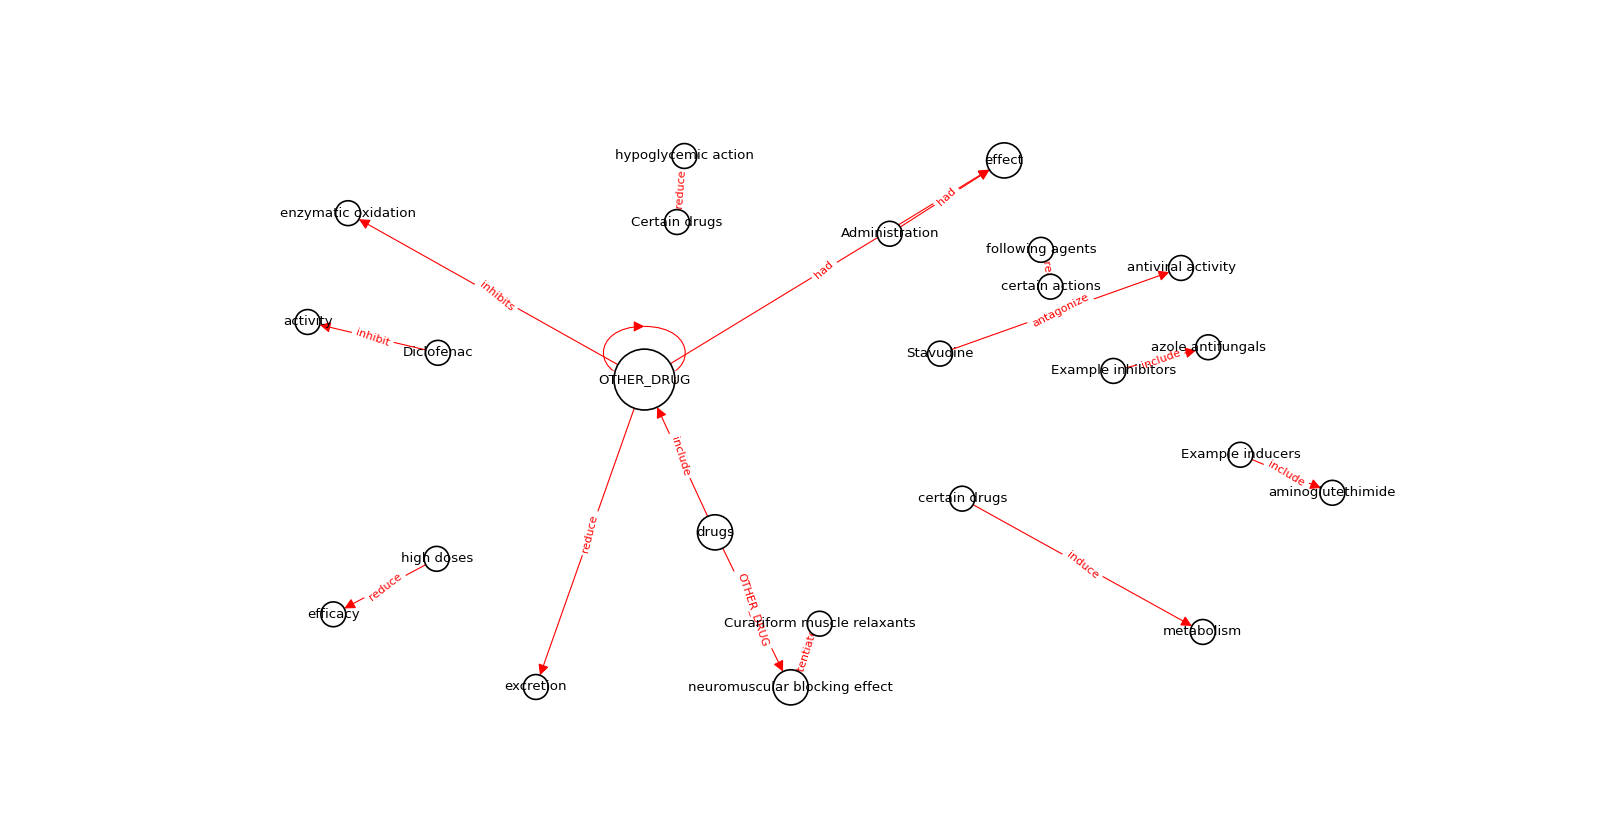 hypoglycemic action
effect
reduce
had
enzymatic oxidation
Certain drugs
Administration
following agents
antiviral activity
had
certain actions
inhibits
antagonize
activity
inhibit
Diclofenac
Stavudine
azole antifungals
include
Example inhibitors
OTHER_DRUG
include
Example inducers
include
aminoglutethimide
certain drugs
reduce
drugs
high doses
induce
reduce
efficacy
OTHER_DRUG
Curariform muscle relaxants
metabolism
excretion
neuromuscular blocking effect